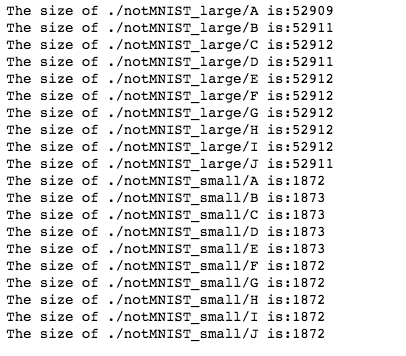 The size of ./notMNIST_large/A is:52909
The size of ./notMNIST_large/B is:52911
The size of ./notMNIST_large/C is:52912
The size of ./notMNIST_large/D is:52911
The size of ./notMNIST_large/E is:52912
The size of ./notMNIST_large/F is:52912
The size of ./notMNIST_large/G is:52912
The size of ./notMNIST_large/H is:52912
The size of ./notMNIST_large/I is:52912
The size of ./notMNIST_large/J is:52911
The size of ./notMNIST_small/A is:1872
The size of ./notMNIST_small/B is:1873
The size of ./notMNIST_small/C is:1873
The size of ./notMNIST_small/D is:1873
The size of ./notMNIST_small/E is:1873
The size of ./notMNIST_small/F is:1872
The size of ./notMNIST_small/G is:1872
The size of ./notMNIST_small/H is:1872
The size of ./notMNIST_small/I is:1872
The size of ./notMNIST_small/J is:1872